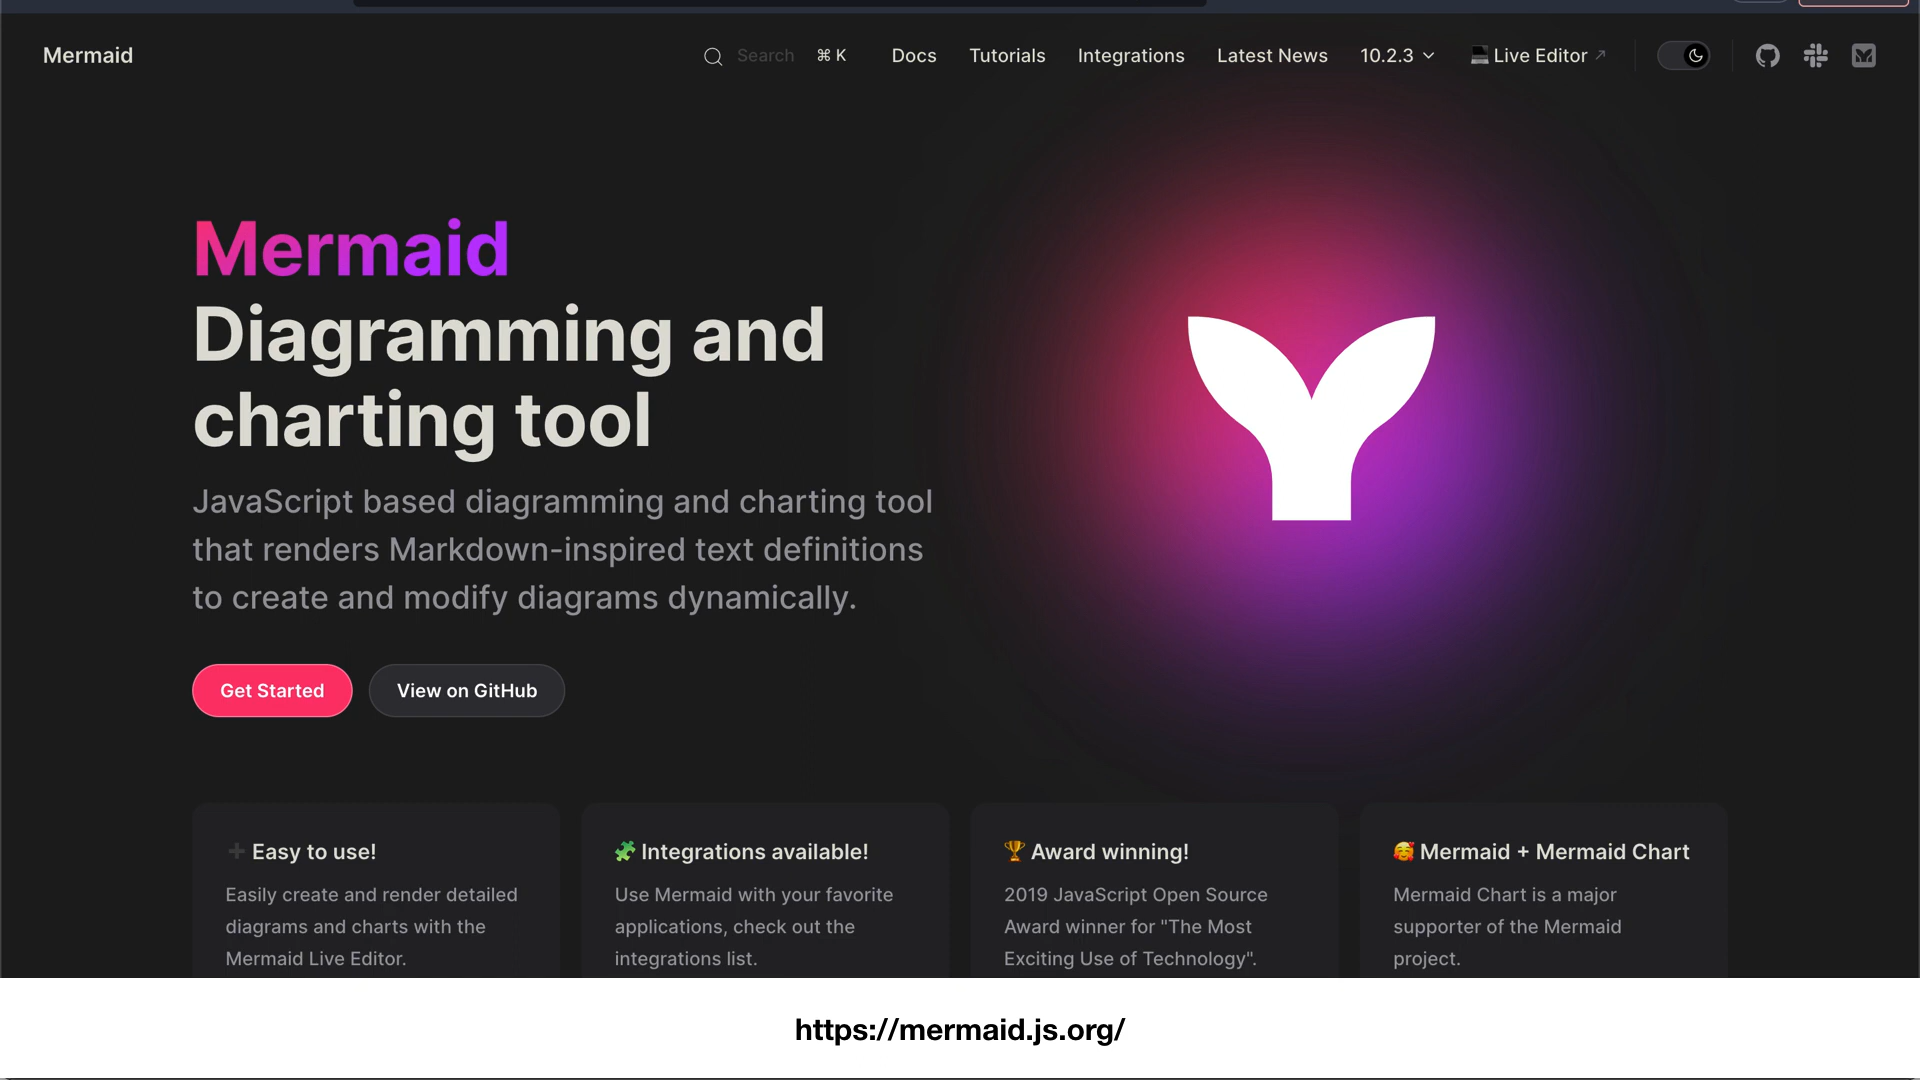 Mermaid
Search ⌘ K
Docs
Tutorials
Integrations
Latest News
10.2.3
Live Editor
Mermaid
Diagramming and
charting tool
JavaScript based diagramming and charting tool
that renders Markdown-inspired text definitions
to create and modify diagrams dynamically.
Get Started
View on GitHub
Easy to use!
Easily create and render detailed
diagrams and charts with the
Mermaid Live Editor.
Integrations available!
Use Mermaid with your favorite
applications, check out the
integrations list.
Award winning!
2019 JavaScript Open Source
Award winner for "The Most
Exciting Use of Technology".
Mermaid + Mermaid Chart
Mermaid Chart is a major
supporter of the Mermaid
project.
https://mermaid.js.org/